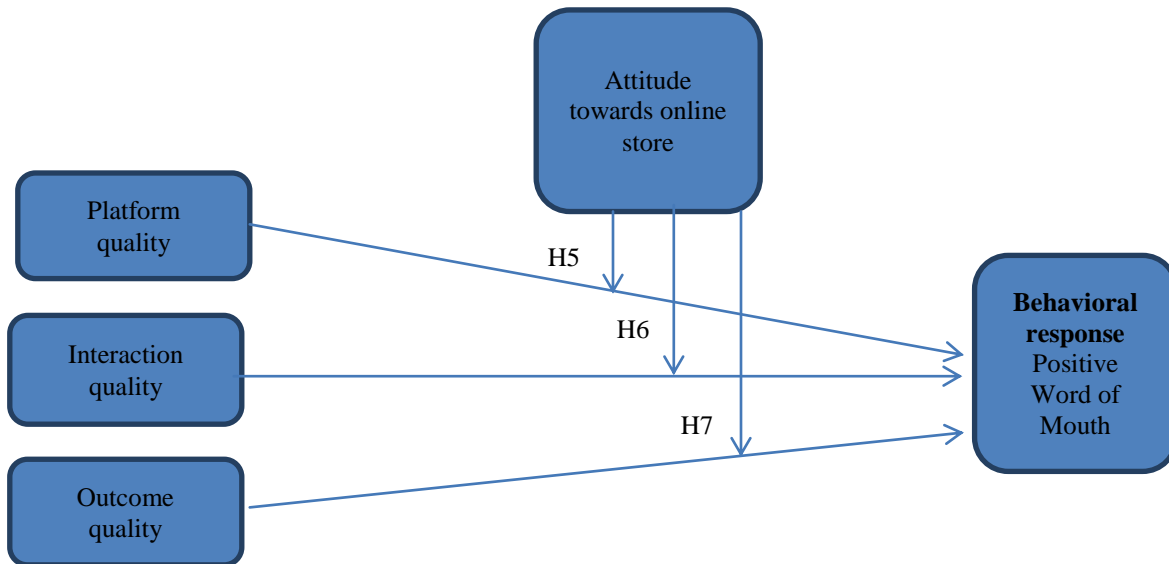 Attitude
towards online
store
Platform
quality
H5
Behavioral
response
Positive
Word of
Mouth
H6
Interaction
quality
H7
Outcome
quality